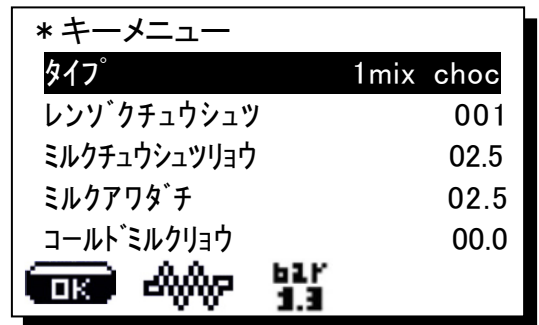 *キーメニュー
タイプ 1mix choc
レンゾクチュウシュツ 001
ミルクチュウシュツリョウ 02.5
ミルクアワダチ 02.5
コールドミルクリョウ 00.0
OK bar